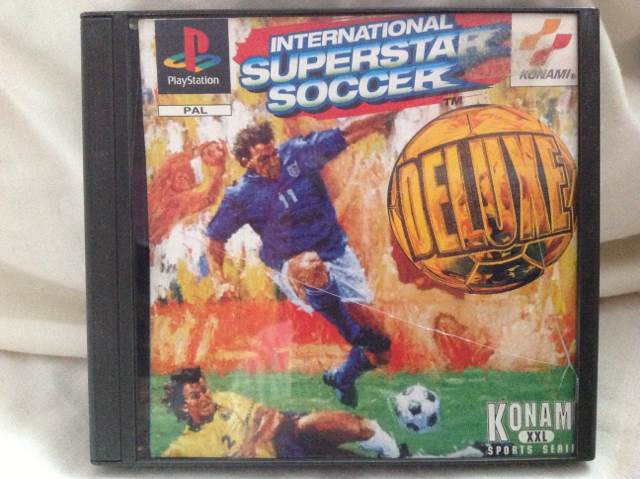 INTERNATIONAL
SUPERSTAR
SOCCER
TM
DELUXE
PlayStation
PAL
KONAMI®
11
2
KONAM
XXL
SPORTS SERI